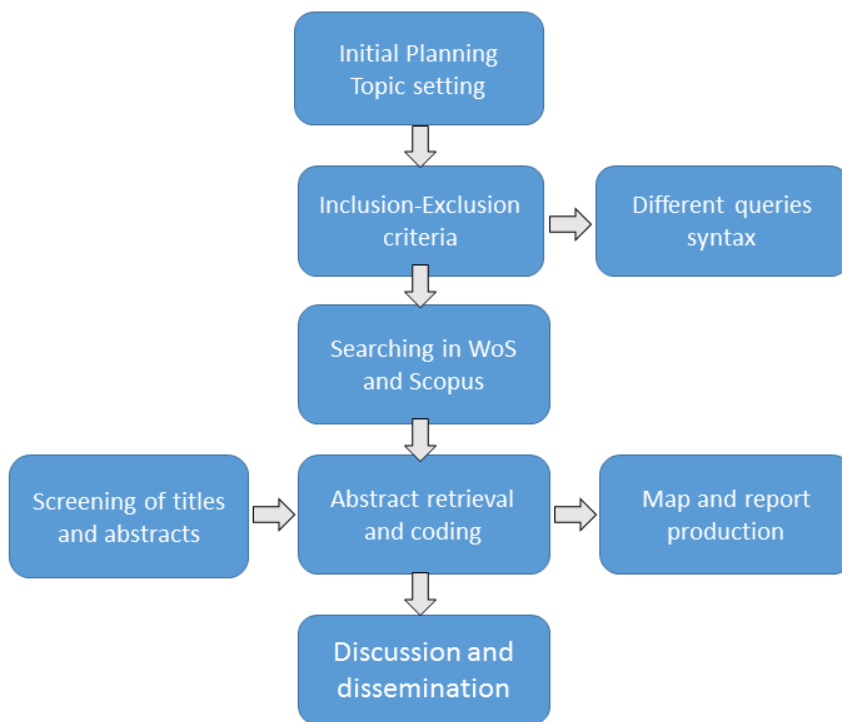 Initial Planning
Topic setting
Inclusion-Exclusion
criteria
Different queries
syntax
Searching in WoS
and Scopus
Screening of titles
and abstracts
Abstract retrieval
and coding
Map and report
production
Discussion and
dissemination